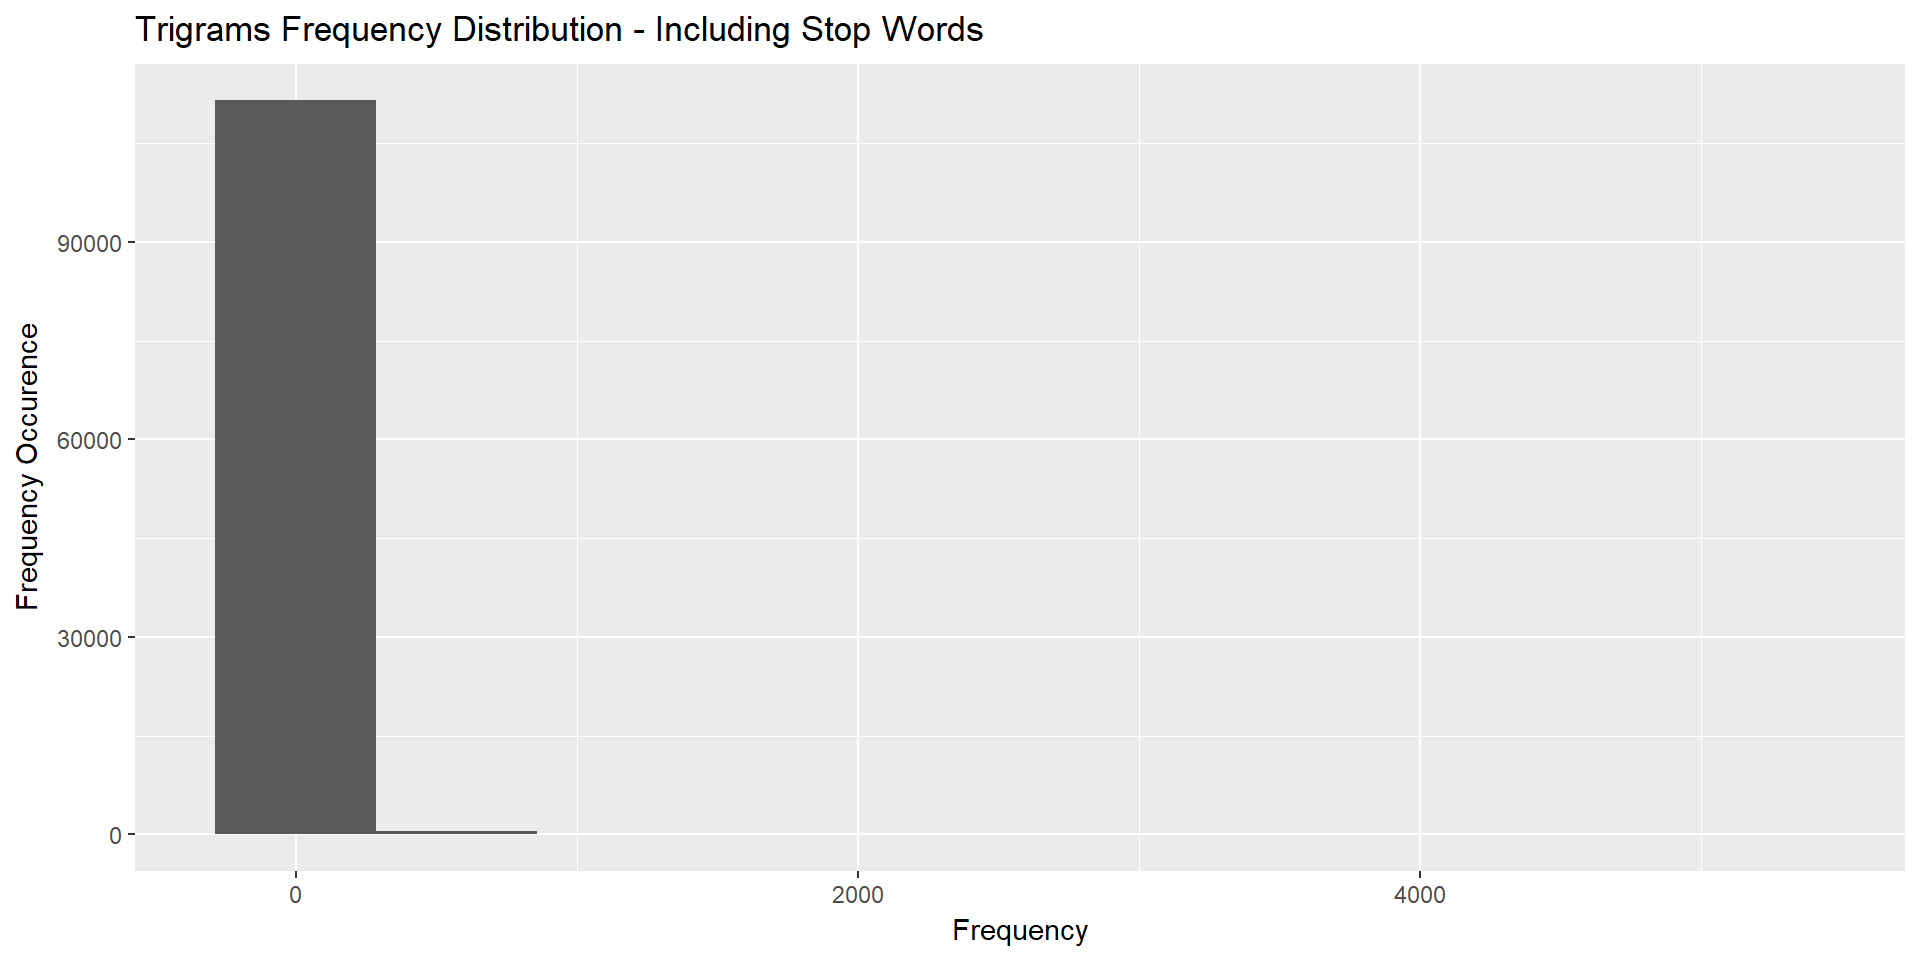 Trigrams Frequency Distribution - Including Stop Words
Frequency Occurence
90000
60000
30000
0
0
2000
4000
Frequency